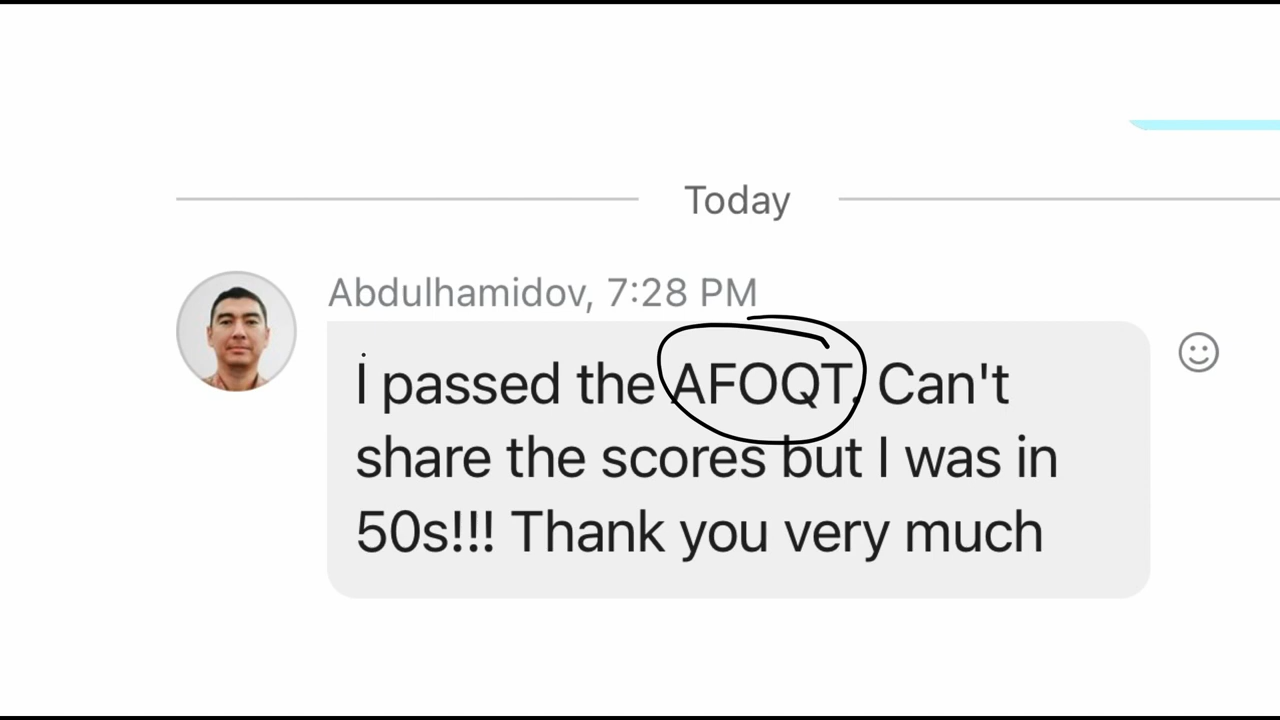 Today
Abdulhamidov, 7:28 PM
İ passed the AFOQT. Can't
share the scores but I was in
50s!!! Thank you very much